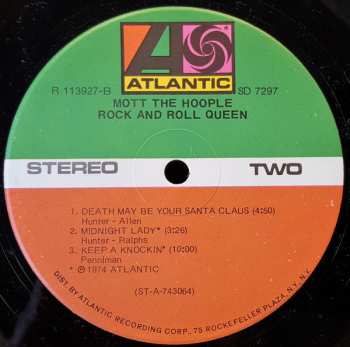 ATLANTIC
R 113927-B SD 7297
MOTT THE HOOPLE
ROCK AND ROLL QUEEN
STEREO TWO
1. DEATH MAY BE YOUR SANTA CLAUS (4:50)
Hunter - Allen
2. MIDNIGHT LADY* (3:26)
Hunter - Ralphs
3. KEEP A KNOCKIN* (10:00)
Penniman
* ℗1974 ATLANTIC
(ST-A-743064)
DIST. BY ATLANTIC RECORDING CORP., 75 ROCKEFELLER PLAZA, N.Y., N.Y.